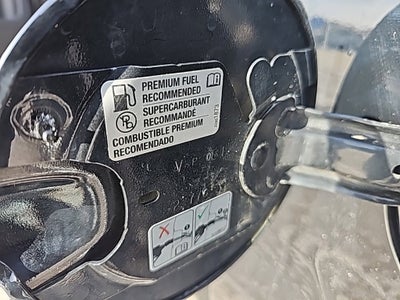 PREMIUM FUEL
RECOMMENDED
SUPERCARBURANT
RECOMMANDÉ
COMBUSTIBLE PREMIUM
RECOMENDADO